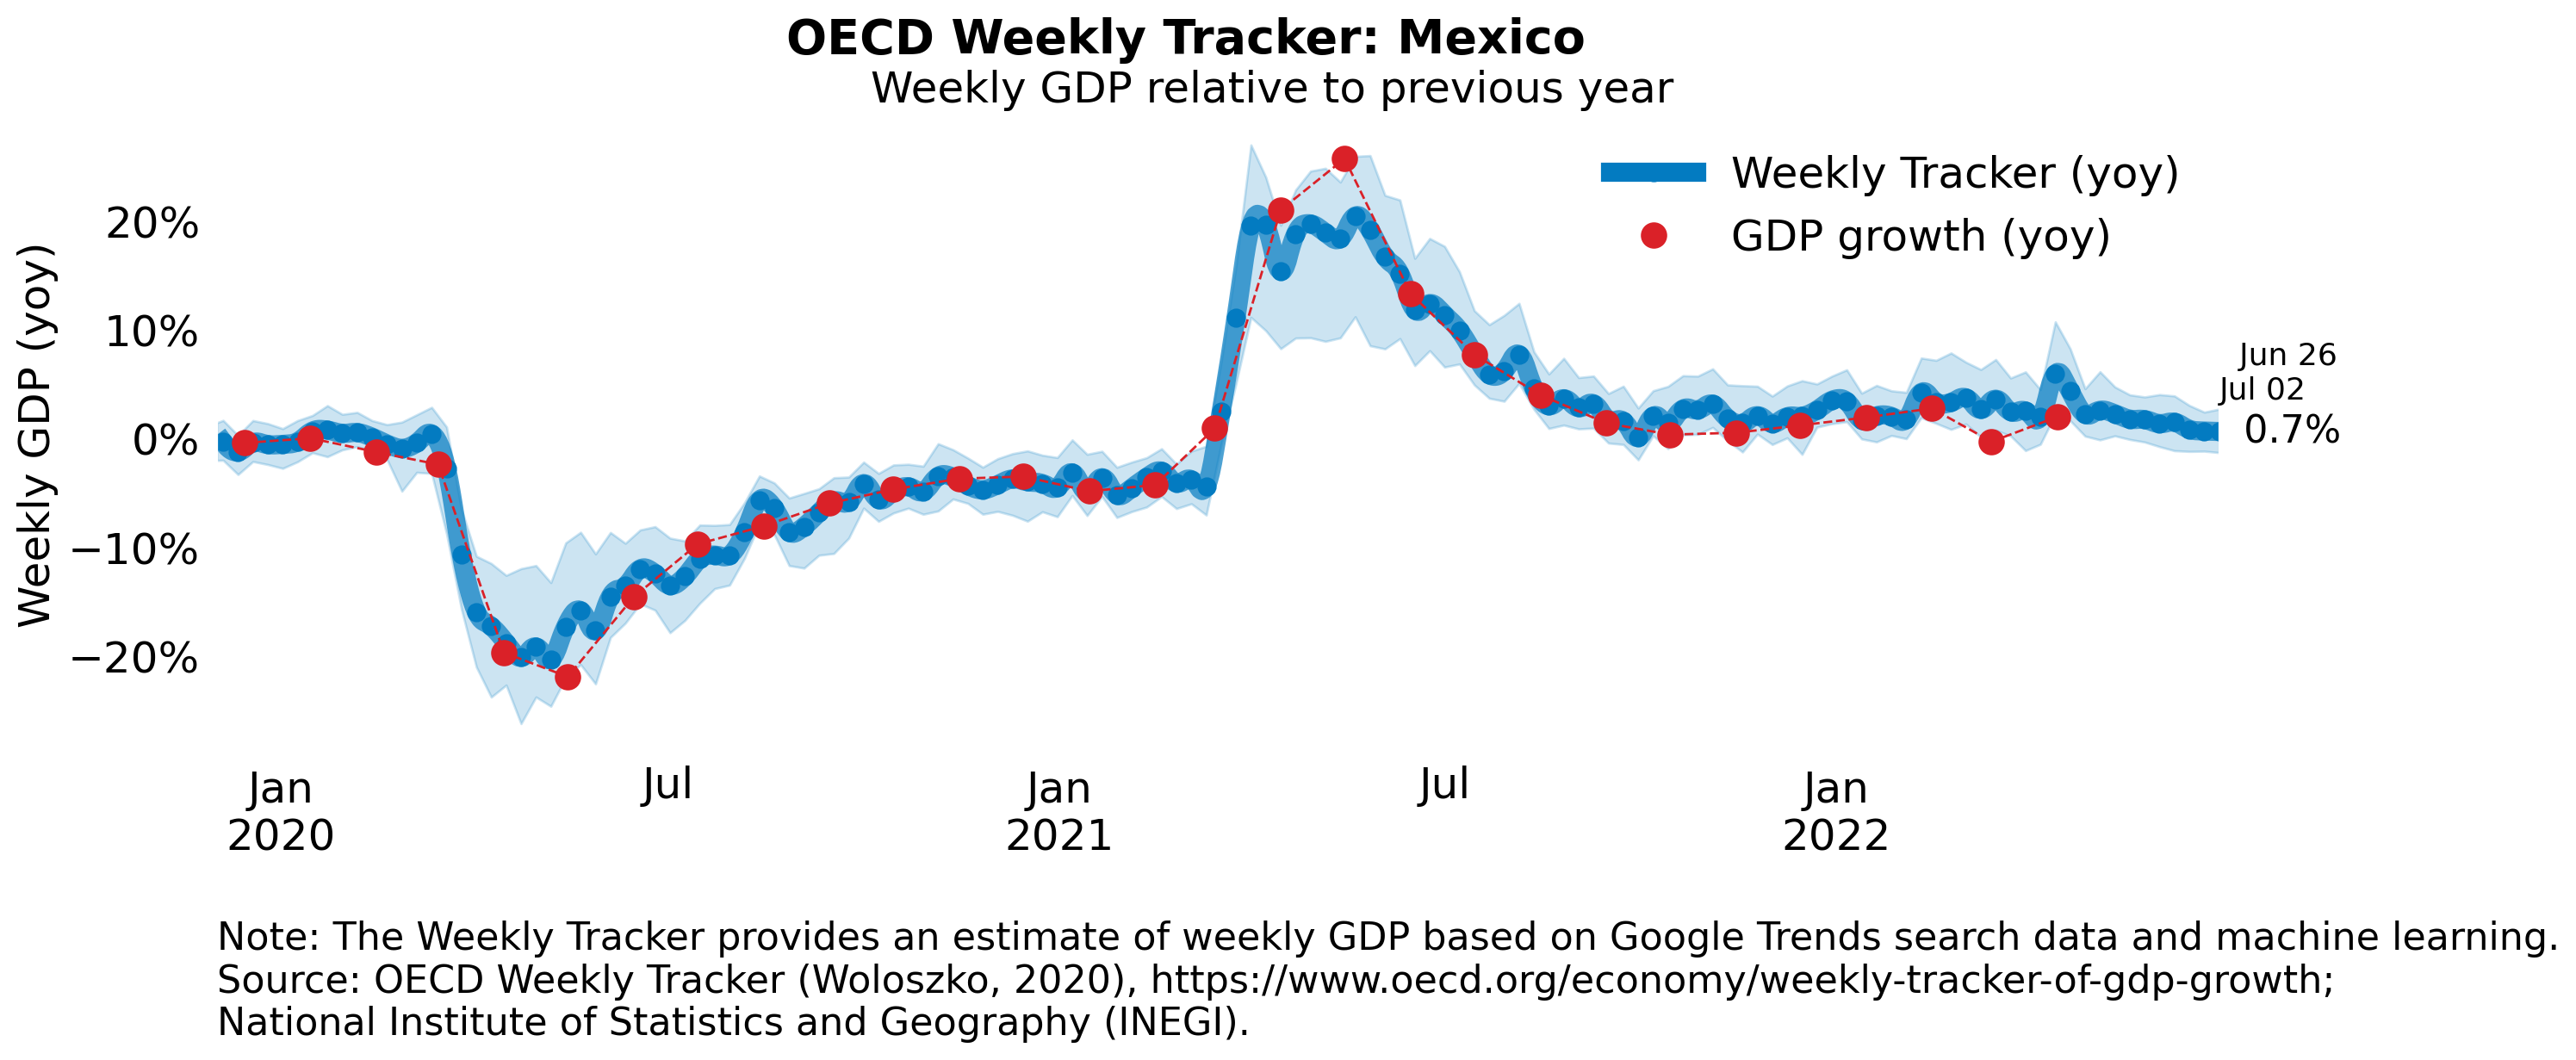 OECD Weekly Tracker: Mexico
Weekly GDP relative to previous year
Weekly Tracker (yoy)
GDP growth (yoy)
Weekly GDP (yoy)
20%
10%
0%
−10%
−20%
Jun 26
Jul 02
0.7%
Jan
2020
Jul
Jan
2021
Jul
Jan
2022
Note: The Weekly Tracker provides an estimate of weekly GDP based on Google Trends search data and machine learning.
Source: OECD Weekly Tracker (Woloszko, 2020), https://www.oecd.org/economy/weekly-tracker-of-gdp-growth;
National Institute of Statistics and Geography (INEGI).